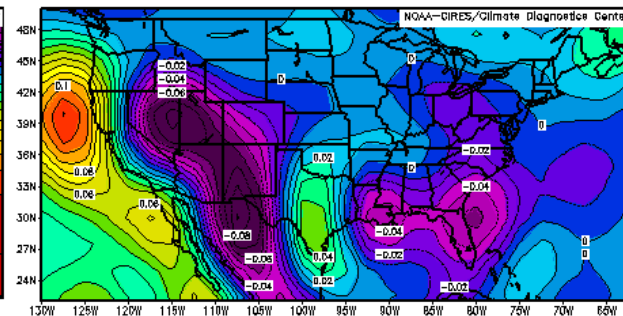 NOAA-CIRES/Climate Diagnostics Cente
48N
0
45N
-0.02
-0.04
0
0.1
42N
-0.06
39N
0
-0.02
36N
0.02
0
0.08
33N
-0.04
0.06
0.06
30N
-0.04
-0.08
0
27N
-0.02
0
0.04
-0.06
24N
0.02
-0.04
-0.02
130W 125W 120W 115W 110W 105W 100W 95W 90W 85W 80W 75W 70W 65W